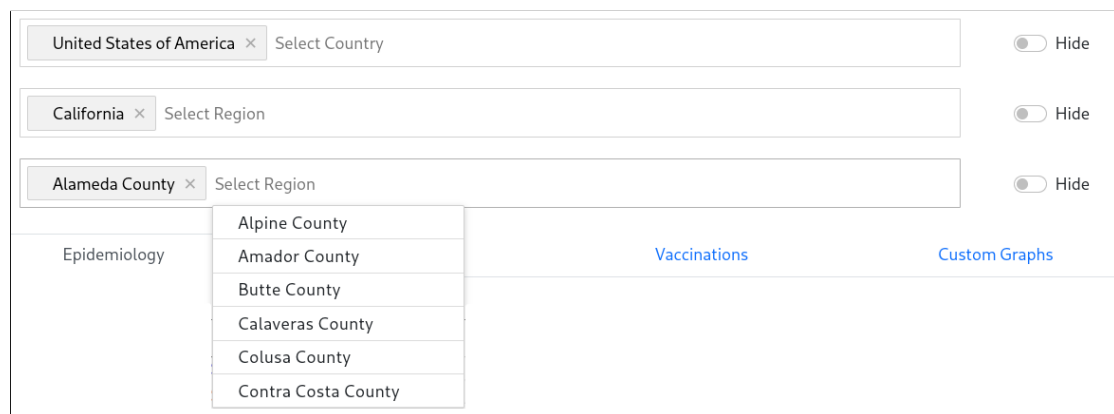 United States of America × Select Country Hide
California × Select Region Hide
Alameda County × Select Region Hide
Alpine County
Epidemiology Vaccinations Custom Graphs
Amador County
Butte County
Calaveras County
Colusa County
Contra Costa County